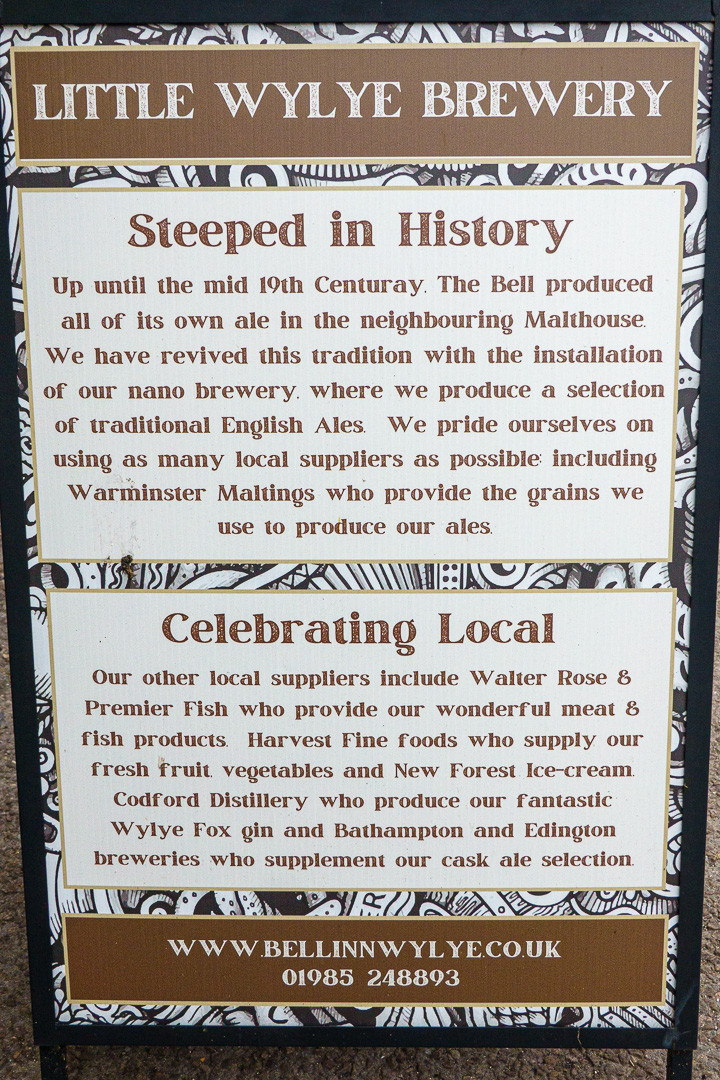 LITTLE WYLYE BREWERY
Steeped in History
Up until the mid 19th Centuray, The Bell produced
all of its own ale in the neighbouring Malthouse.
We have revived this tradition with the installation
of our nano brewery, where we produce a selection
of traditional English Ales. We pride ourselves on
using as many local suppliers as possible; including
Warminster Maltings who provide the grains we
use to produce our ales.
Celebrating Local
Our other local suppliers include Walter Rose &
Premier Fish who provide our wonderful meat &
fish products. Harvest Fine foods who supply our
fresh fruit, vegetables and New Forest Ice-cream.
Codford Distillery who produce our fantastic
Wylye Fox gin and Bathampton and Edington
breweries who supplement our cask ale selection.
WWW.BELLINNWYLYE.CO.UK
01985 248893